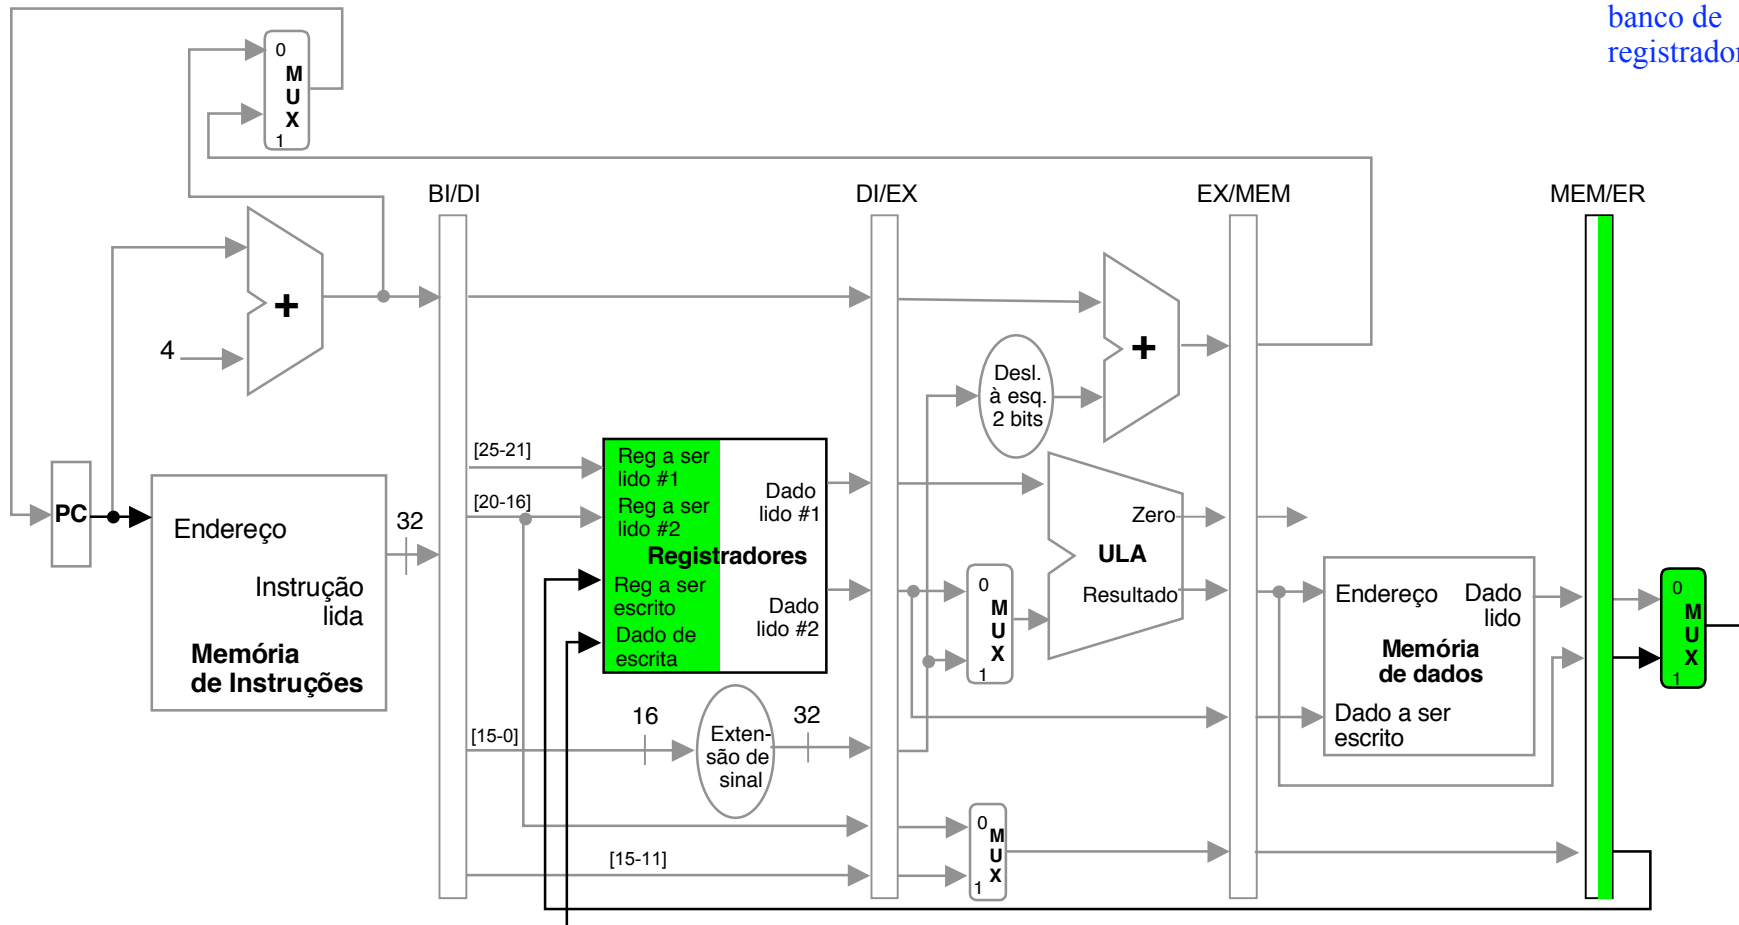 banco de
registrador
0
M
U
X
1
BI/DI
DI/EX
EX/MEM
MEM/ER
+
4
+
Desl.
à esq.
2 bits
[25-21]
[20-16]
Reg a ser
lido #1
Reg a ser
lido #2
Registradores
Reg a ser
escrito
Dado de
escrita
Dado
lido #1
Dado
lido #2
PC
Endereço
32
Instrução
lida
Memória
de Instruções
Zero
ULA
Resultado
0
M
U
X
1
Endereço
Dado
lido
Memória
de dados
Dado a ser
escrito
0
M
U
X
1
[15-0]
16
Exten-
são de
sinal
32
[15-11]
0
M
U
X
1